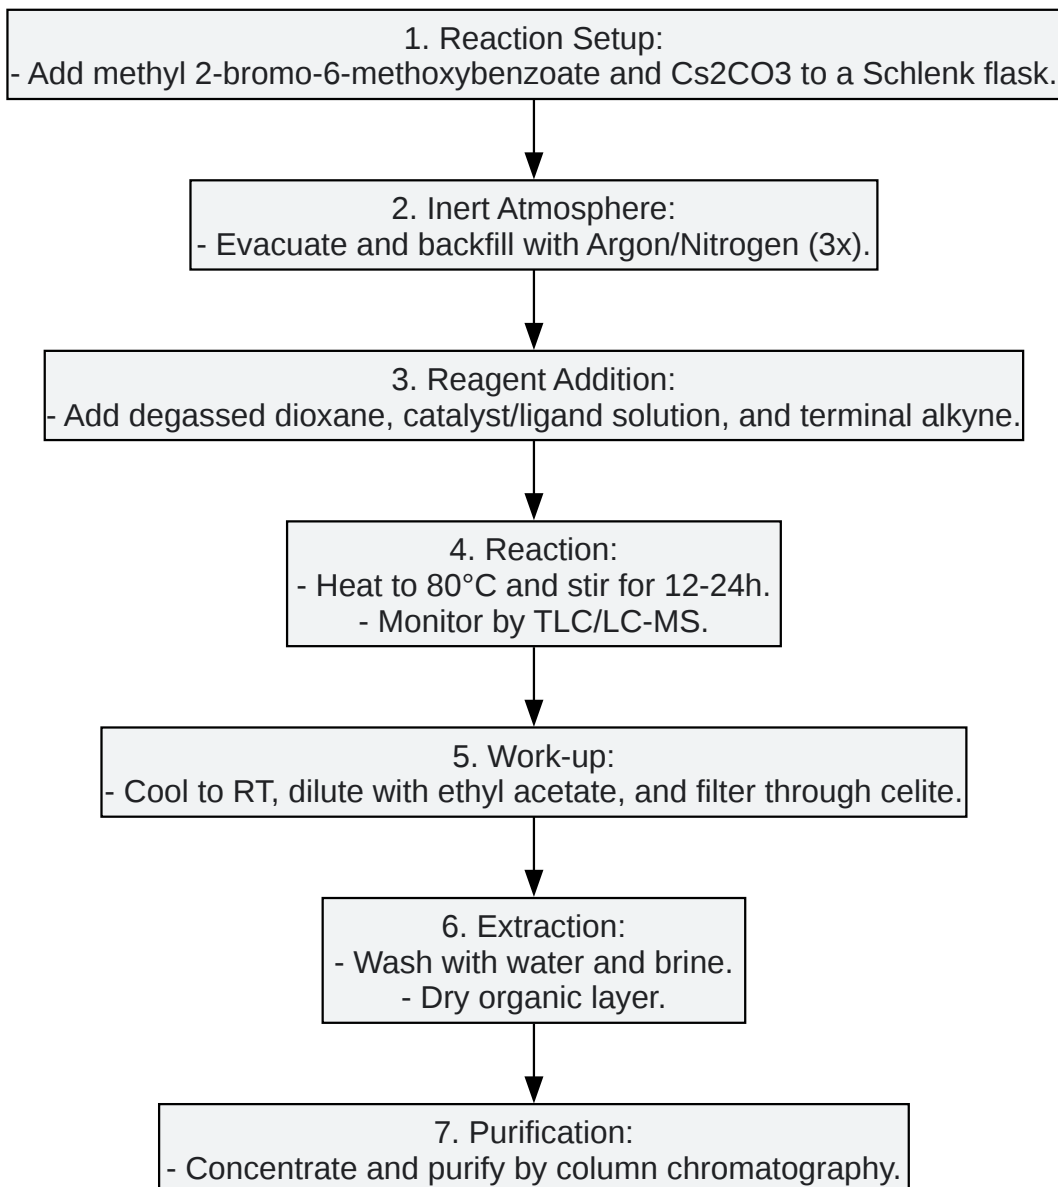 1. Reaction Setup:
- Add methyl 2-bromo-6-methoxybenzoate and Cs2CO3 to a Schlenk flask.
2. Inert Atmosphere:
- Evacuate and backfill with Argon/Nitrogen (3x).
3. Reagent Addition:
- Add degassed dioxane, catalyst/ligand solution, and terminal alkyne.
4. Reaction:
- Heat to 80°C and stir for 12-24h.
- Monitor by TLC/LC-MS.
5. Work-up:
- Cool to RT, dilute with ethyl acetate, and filter through celite.
6. Extraction:
- Wash with water and brine.
- Dry organic layer.
7. Purification:
- Concentrate and purify by column chromatography.